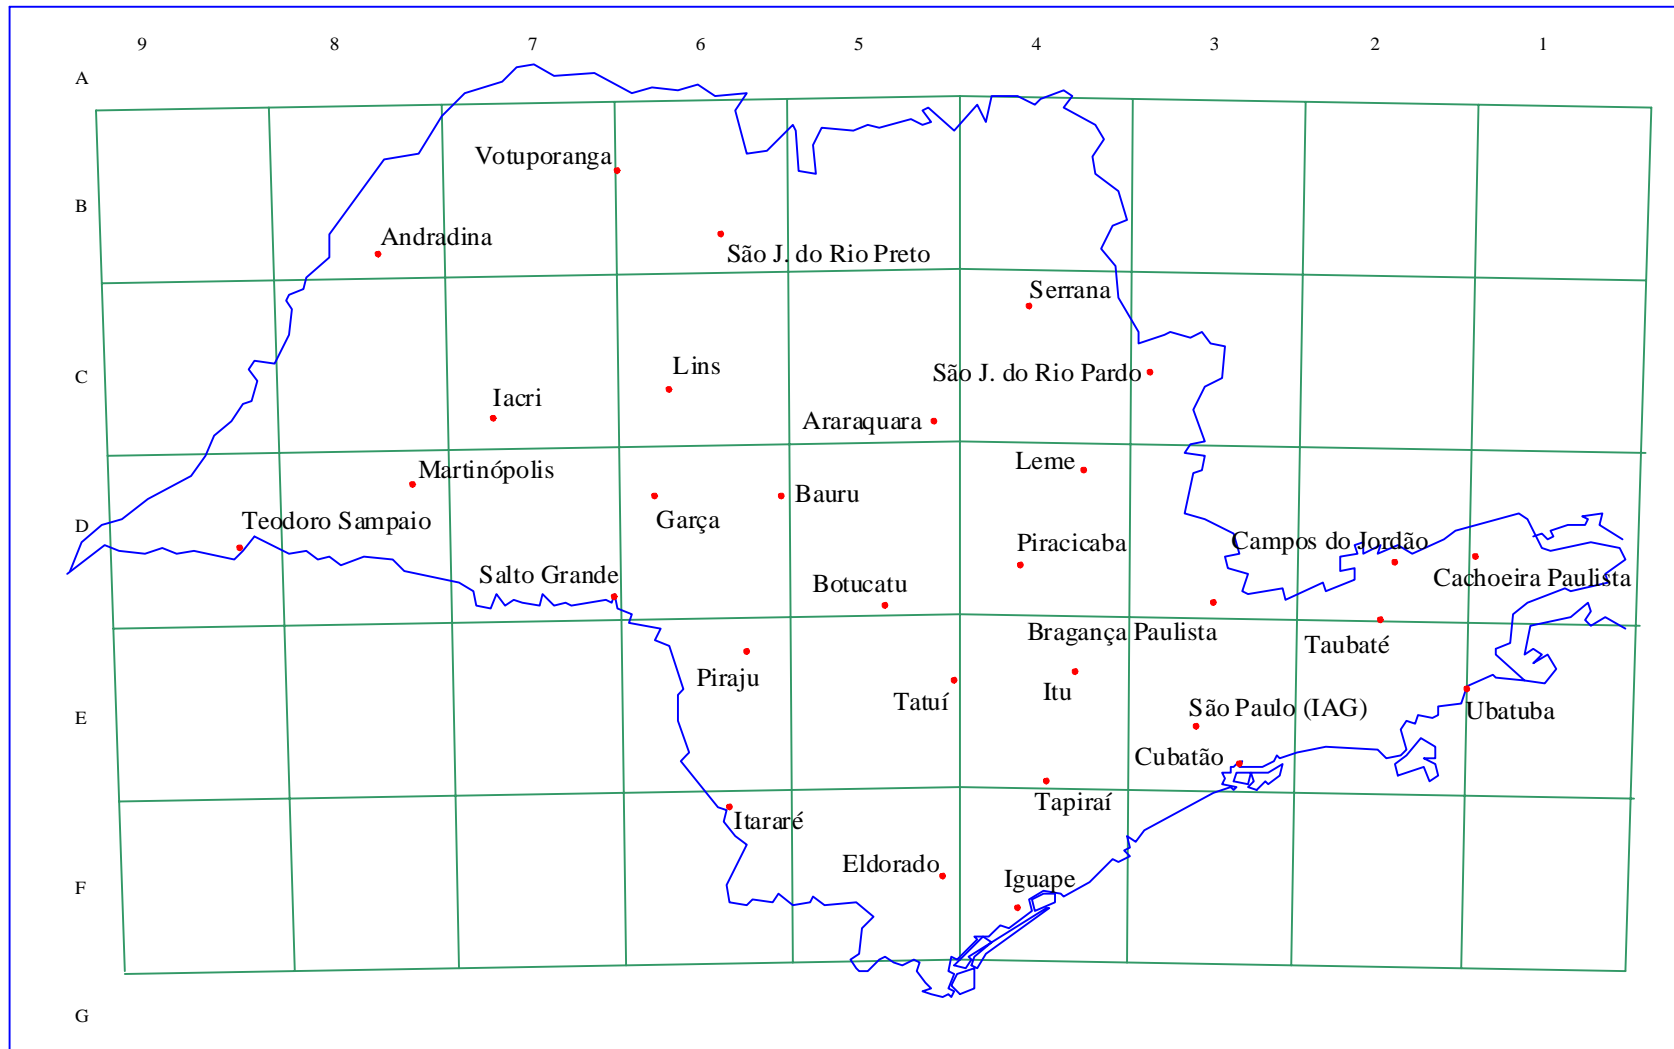 9 8 7 6 5 4 3 2 1
A
Votuporanga
B
Andradina
São J. do Rio Preto
Serrana
Lins
C
São J. do Rio Pardo
Iacri
Araraquara
Leme
Martinópolis
Bauru
Garça
D
Teodoro Sampaio
Piracicaba
Campos do Jordão
Salto Grande
Botucatu
Cachoeira Paulista
Bragança Paulista
Taubaté
Piraju
Itu
Tatuí
São Paulo (IAG)
Ubatuba
E
Cubatão
Tapiraí
Itararé
Eldorado
Iguape
F
G